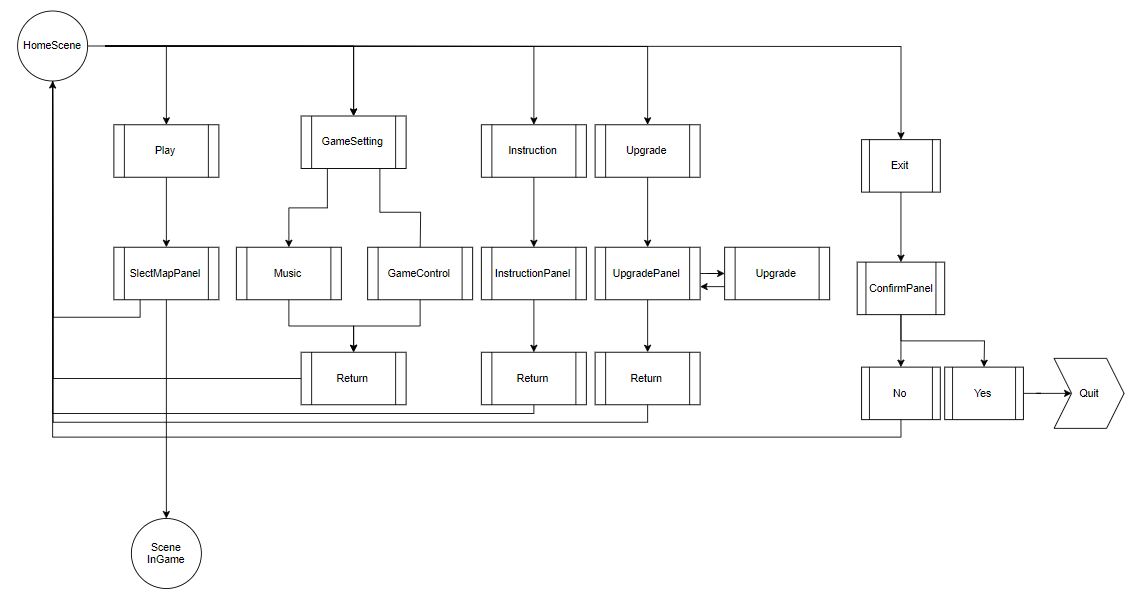 HomeScene
Play
GameSetting
Instruction
Upgrade
Exit
SlectMapPanel
Music
GameControl
InstructionPanel
UpgradePanel
Upgrade
ConfirmPanel
Return
Return
Return
No
Yes
Quit
Scene
InGame